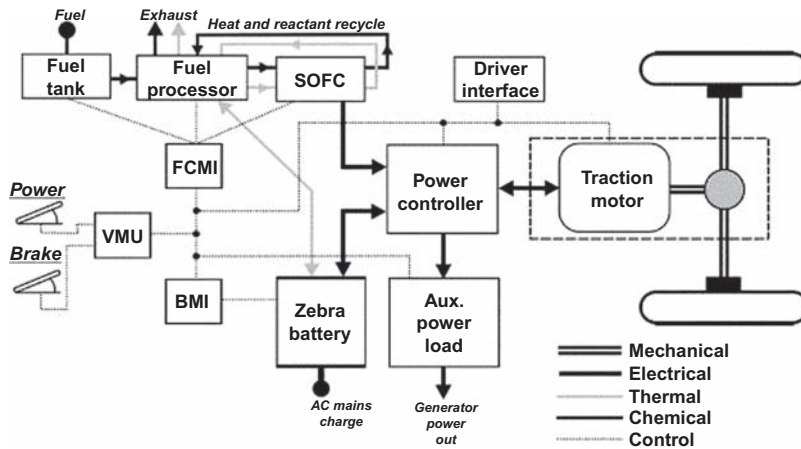 Fuel
Exhaust
Heat and reactant recycle
Fuel
tank
Fuel
processor
SOFC
Driver
interface
FCMI
Power
controller
Traction
motor
Power
VMU
Brake
BMI
Zebra
battery
Aux.
power
load
AC mains
charge
Generator
power
out
Mechanical
Electrical
Thermal
Chemical
Control